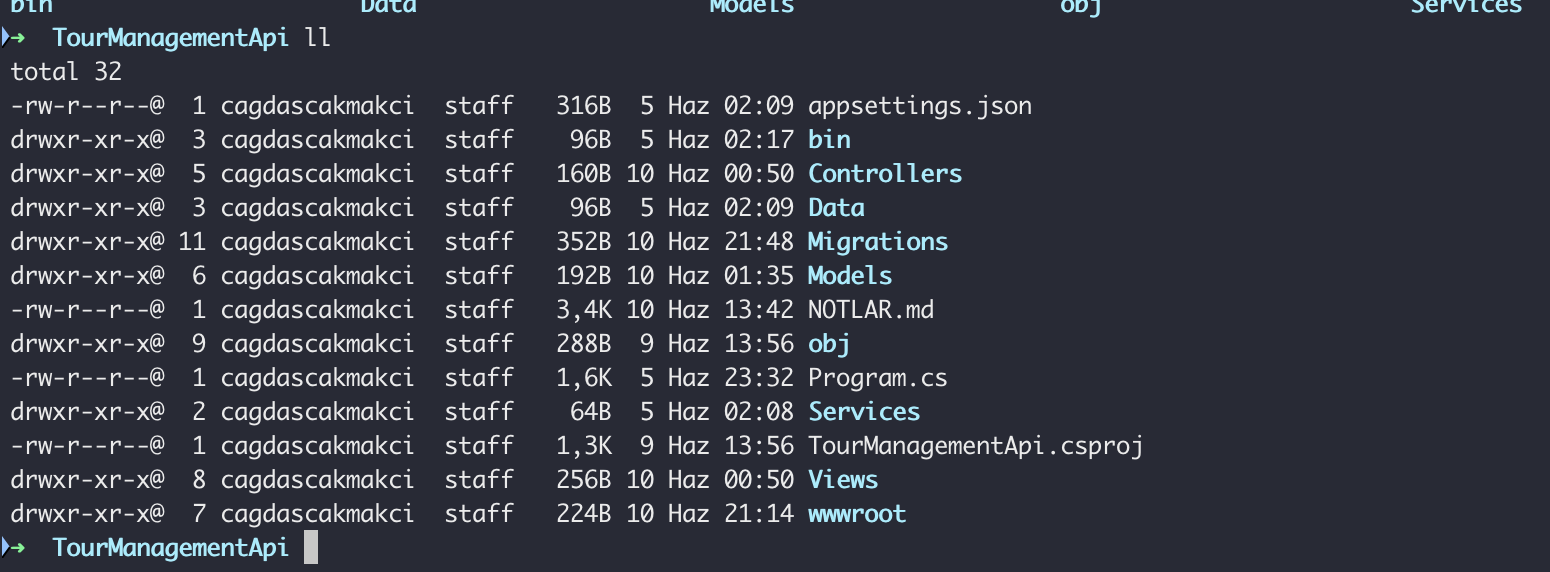 bin Data Models obj Services
→ TourManagementApi ll
total 32
-rw-r--r--@ 1 cagdascakmakci staff 316B 5 Haz 02:09 appsettings.json
drwxr-xr-x@ 3 cagdascakmakci staff 96B 5 Haz 02:17 bin
drwxr-xr-x@ 5 cagdascakmakci staff 160B 10 Haz 00:50 Controllers
drwxr-xr-x@ 3 cagdascakmakci staff 96B 5 Haz 02:09 Data
drwxr-xr-x@ 11 cagdascakmakci staff 352B 10 Haz 21:48 Migrations
drwxr-xr-x@ 6 cagdascakmakci staff 192B 10 Haz 01:35 Models
-rw-r--r--@ 1 cagdascakmakci staff 3,4K 10 Haz 13:42 NOTLAR.md
drwxr-xr-x@ 9 cagdascakmakci staff 288B 9 Haz 13:56 obj
-rw-r--r--@ 1 cagdascakmakci staff 1,6K 5 Haz 23:32 Program.cs
drwxr-xr-x@ 2 cagdascakmakci staff 64B 5 Haz 02:08 Services
-rw-r--r--@ 1 cagdascakmakci staff 1,3K 9 Haz 13:56 TourManagementApi.csproj
drwxr-xr-x@ 8 cagdascakmakci staff 256B 10 Haz 00:50 Views
drwxr-xr-x@ 7 cagdascakmakci staff 224B 10 Haz 21:14 wwwroot
→ TourManagementApi